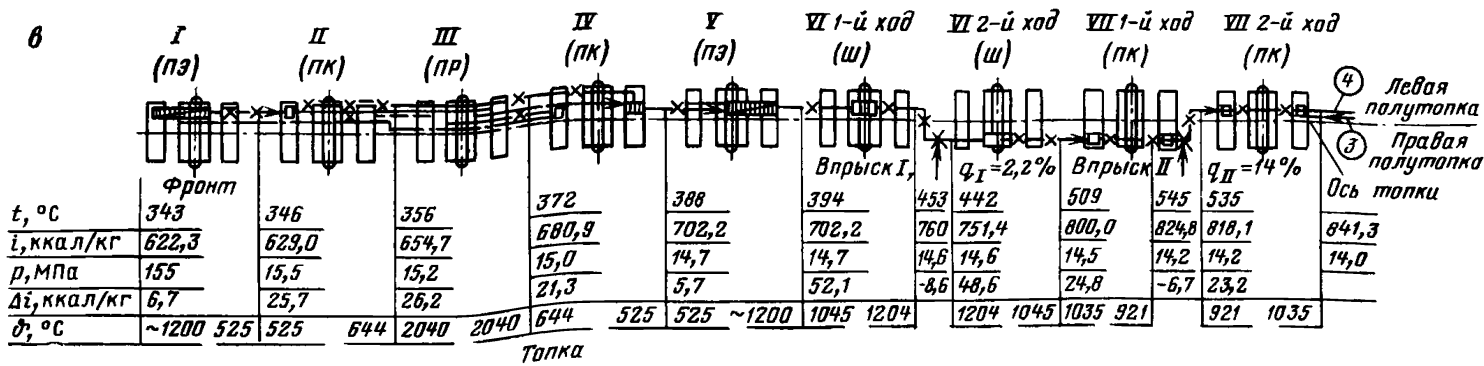 в
I II III IV V VI 1-й ход VI 2-й ход VII 1-й ход VII 2-й ход
(ПЭ) (ПК) (ПР) (ПК) (ПЭ) (Ш) (Ш) (ПК) (ПК)
4 Левая полутопка
3 Правая полутопка
Ось топки
Фронт Впрыск I, q_I = 2,2% Впрыск II q_II = 14%
t, °C 343 346 356 372 388 394 453 442 509 545 535
i, ккал/кг 622,3 629,0 654,7 680,9 702,2 702,2 760 751,4 800,0 824,8 818,1 841,3
p, МПа 155 15,5 15,2 15,0 14,7 14,7 14,6 14,6 14,5 14,2 14,2 14,0
Δi, ккал/кг 6,7 25,7 26,2 21,3 5,7 52,1 -8,6 48,6 24,8 -6,7 23,2
ϑ, °C ~1200 525 525 644 2040 2040 644 525 525 ~1200 1045 1204 1204 1045 1035 921 921 1035
Топка